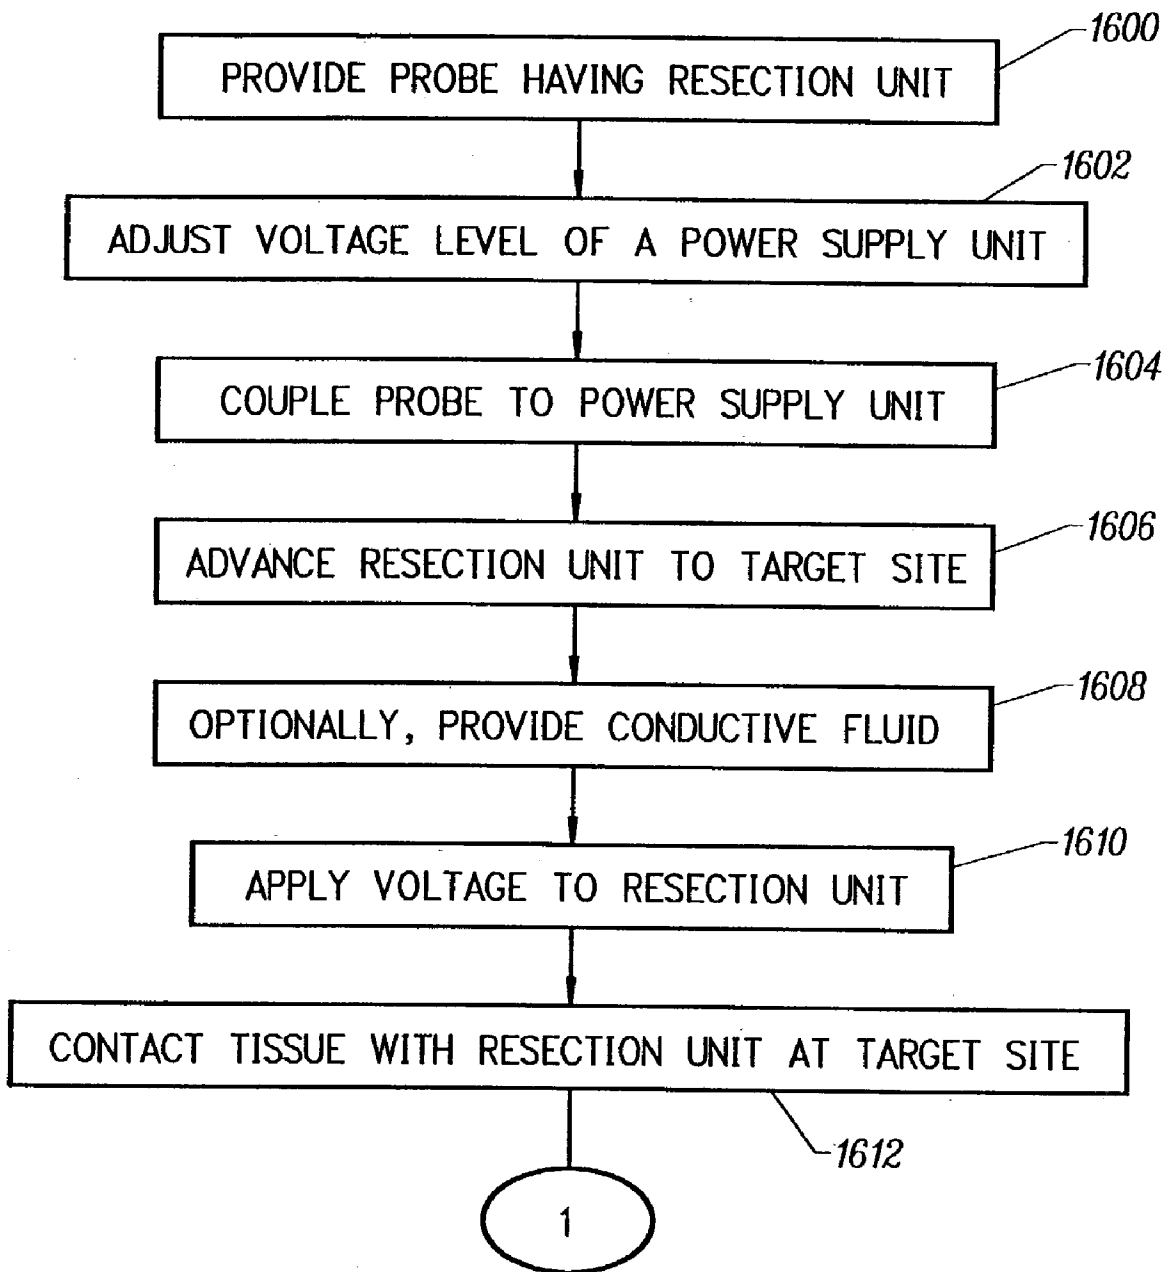 1600
PROVIDE PROBE HAVING RESECTION UNIT
1602
ADJUST VOLTAGE LEVEL OF A POWER SUPPLY UNIT
1604
COUPLE PROBE TO POWER SUPPLY UNIT
1606
ADVANCE RESECTION UNIT TO TARGET SITE
1608
OPTIONALLY, PROVIDE CONDUCTIVE FLUID
1610
APPLY VOLTAGE TO RESECTION UNIT
CONTACT TISSUE WITH RESECTION UNIT AT TARGET SITE
1612
1